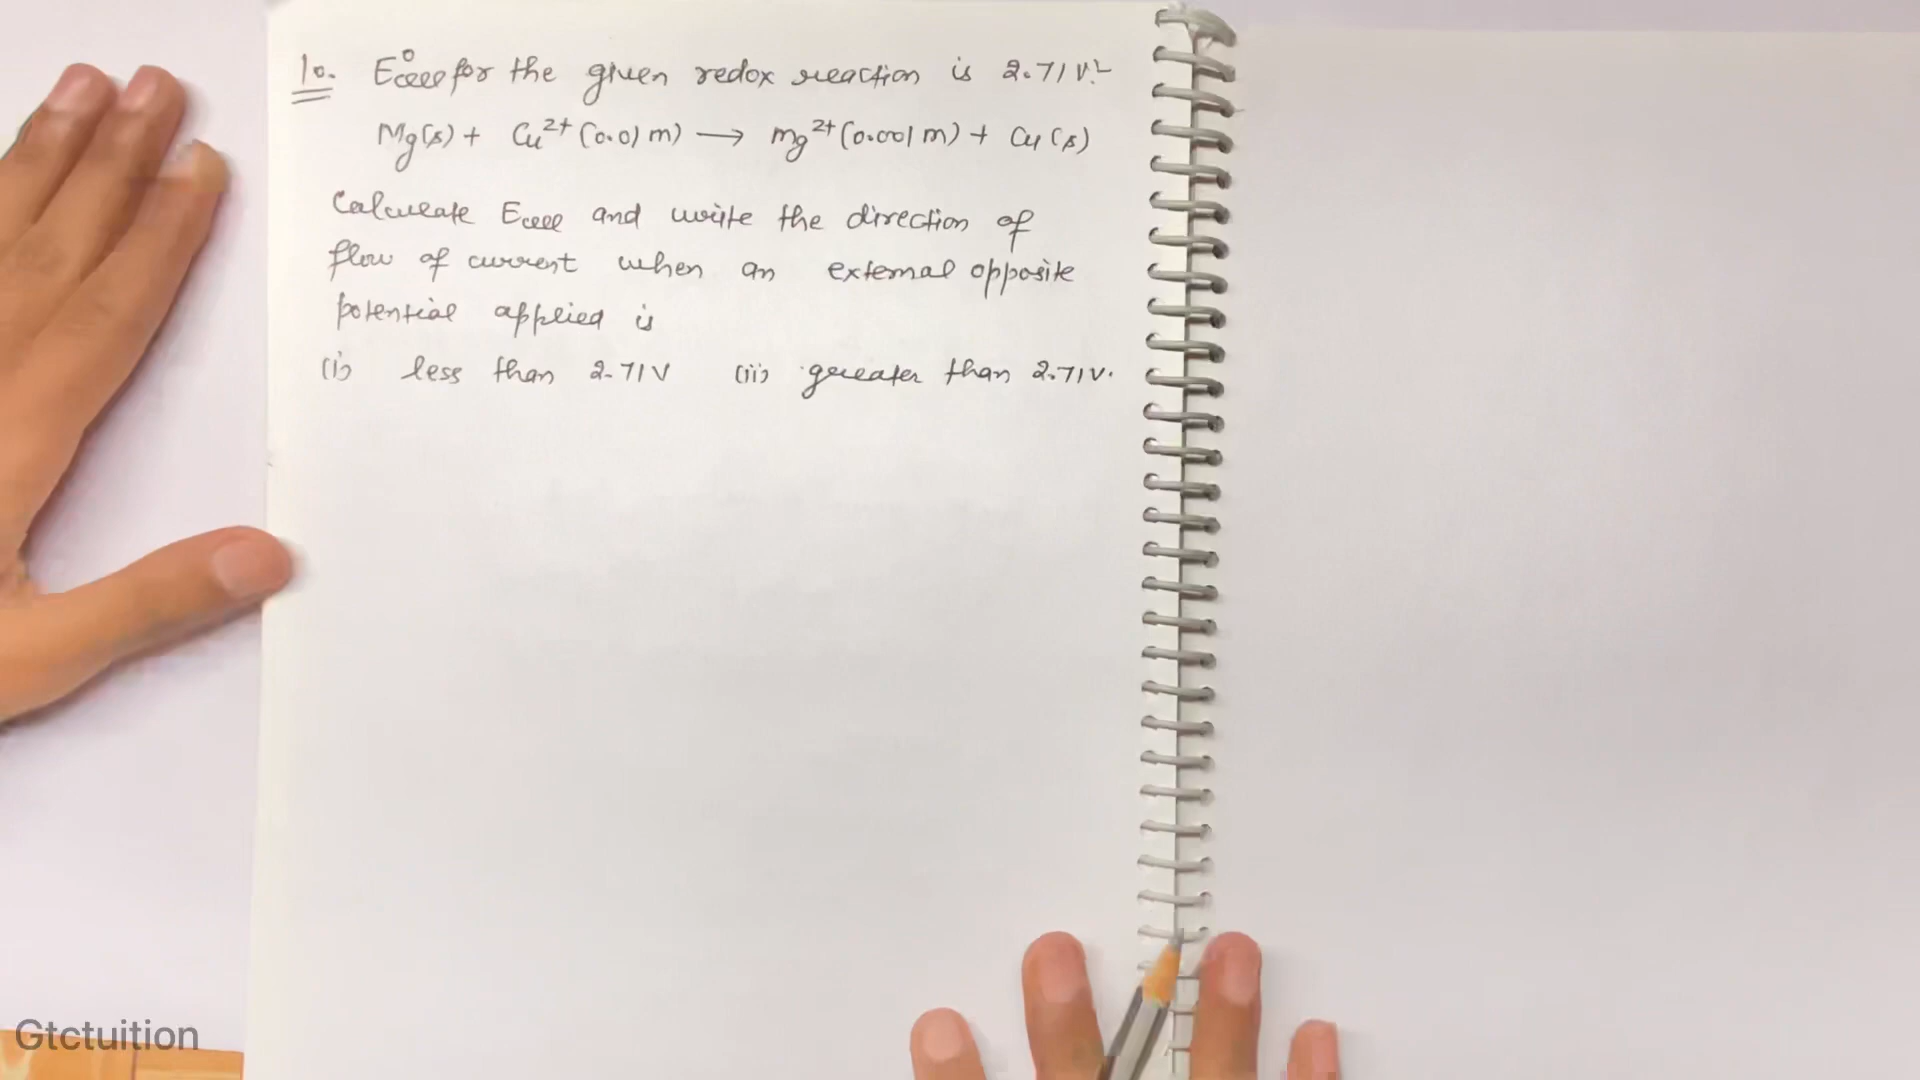 10. E°cell for the given redox reaction is 2.71V:-
Mg(s) + Cu²⁺ (0.01 m) → mg²⁺ (0.001 m) + Cu (s)
Calculate Ecell and write the direction of
flow of current when an external opposite
potential applied is
(i) less than 2.71V (ii) greater than 2.71V.
Gtctuition